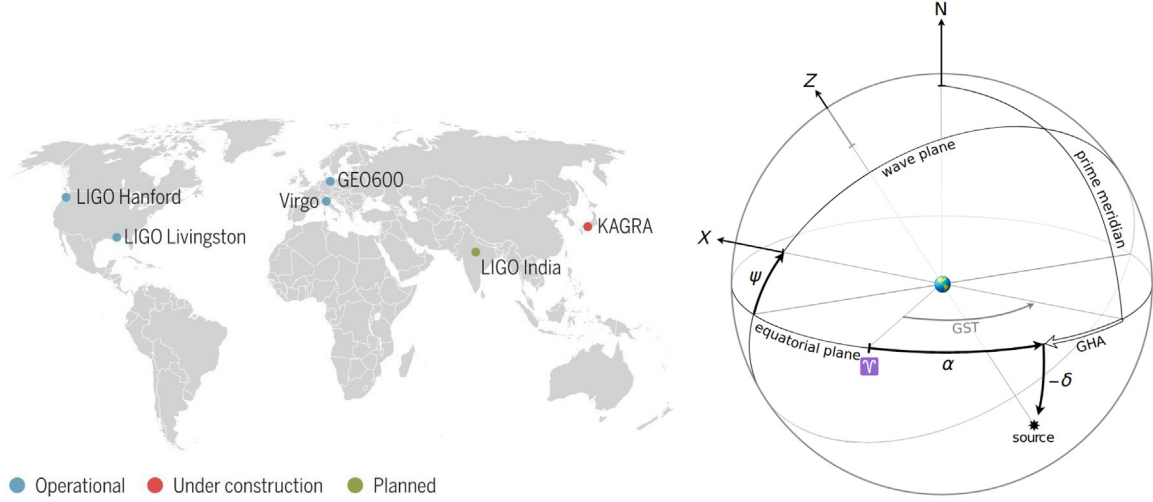 GEO600
Virgo
LIGO Hanford
LIGO Livingston
KAGRA
LIGO India
Operational
Under construction
Planned
N
Z
wave plane
prime meridian
X
ψ
GST
equatorial plane
GHA
♈
α
−δ
source